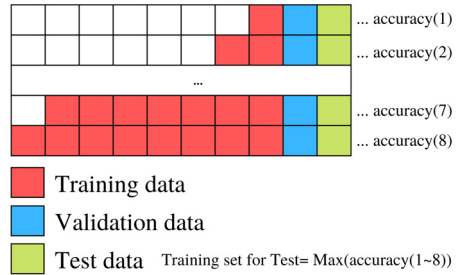 ... accuracy(1)
... accuracy(2)
...
... accuracy(7)
... accuracy(8)
Training data
Validation data
Test data Training set for Test= Max(accuracy(1~8))